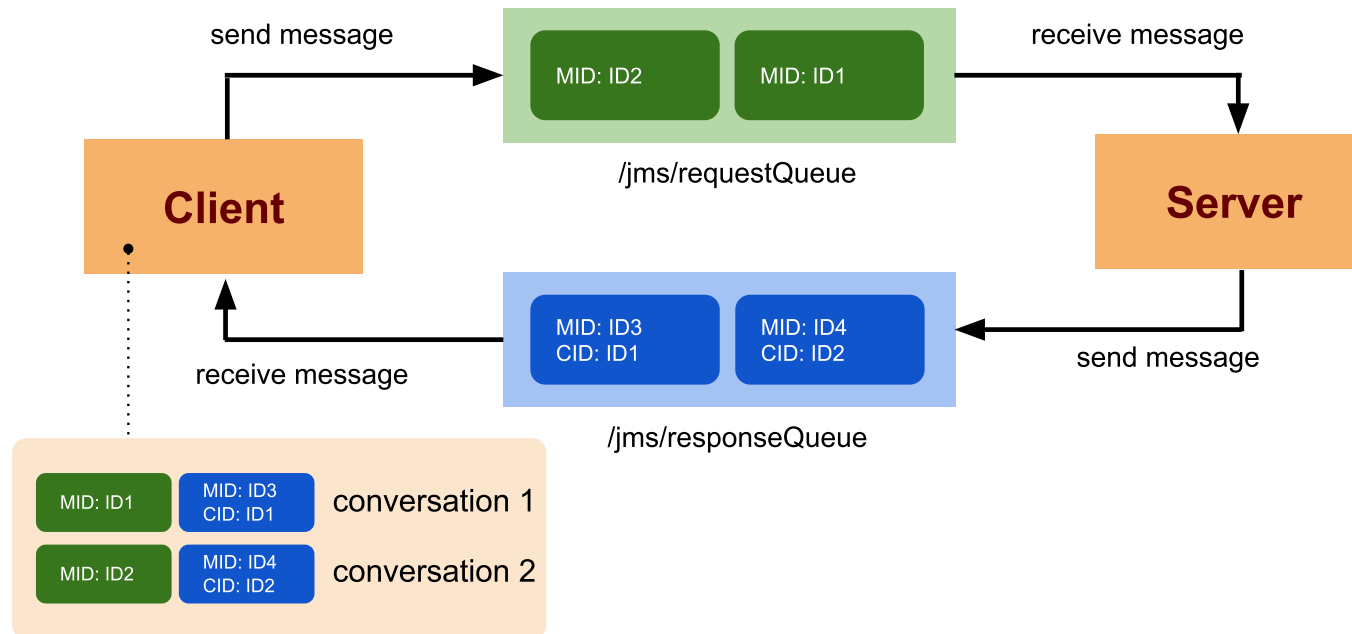 send message
receive message
MID: ID2
MID: ID1
/jms/requestQueue
Client
Server
MID: ID3
CID: ID1
MID: ID4
CID: ID2
receive message
send message
/jms/responseQueue
MID: ID1
MID: ID3
CID: ID1
conversation 1
MID: ID2
MID: ID4
CID: ID2
conversation 2